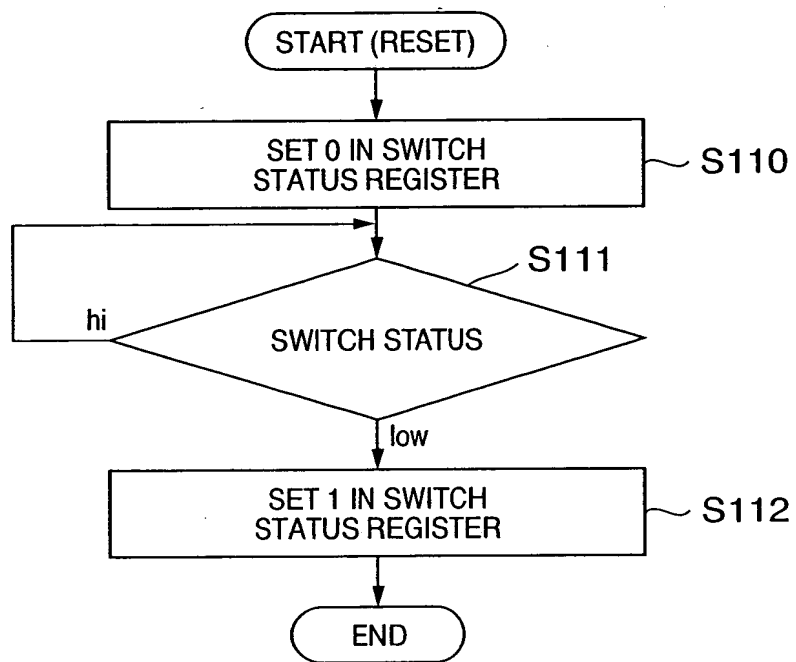 START (RESET)
SET 0 IN SWITCH
STATUS REGISTER
S110
S111
hi
SWITCH STATUS
low
SET 1 IN SWITCH
STATUS REGISTER
S112
END